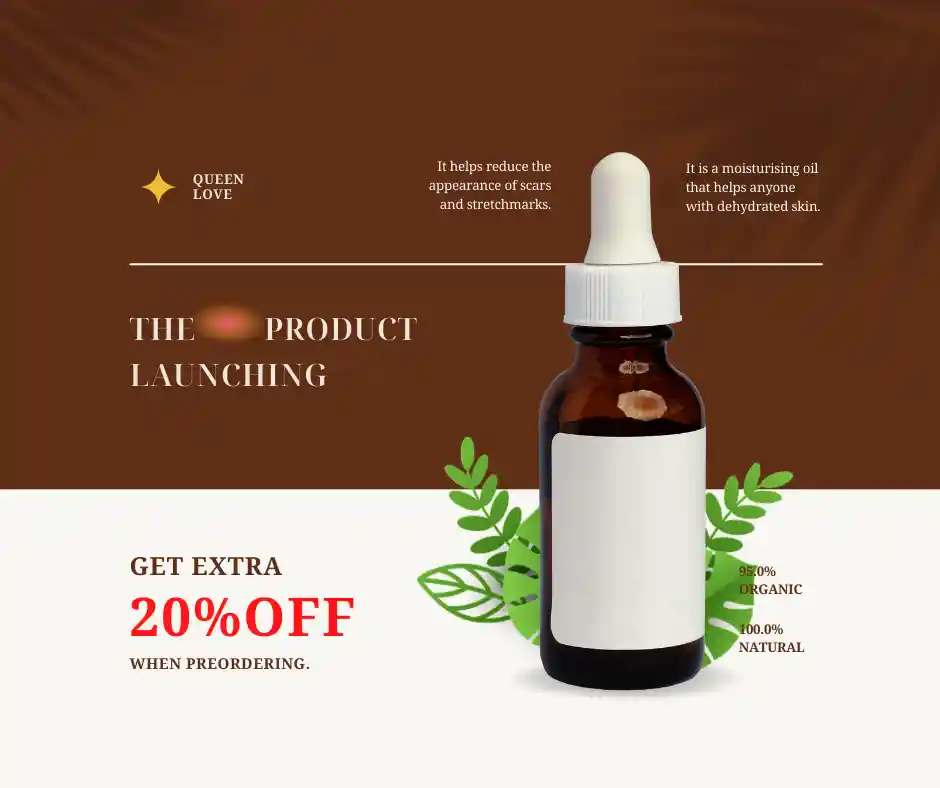 QUEEN
LOVE
It helps reduce the
appearance of scars
and stretchmarks.
It is a moisturising oil
that helps anyone
with dehydrated skin.
THE PRODUCT
LAUNCHING
GET EXTRA
20%OFF
WHEN PREORDERING.
95.0%
ORGANIC
100.0%
NATURAL